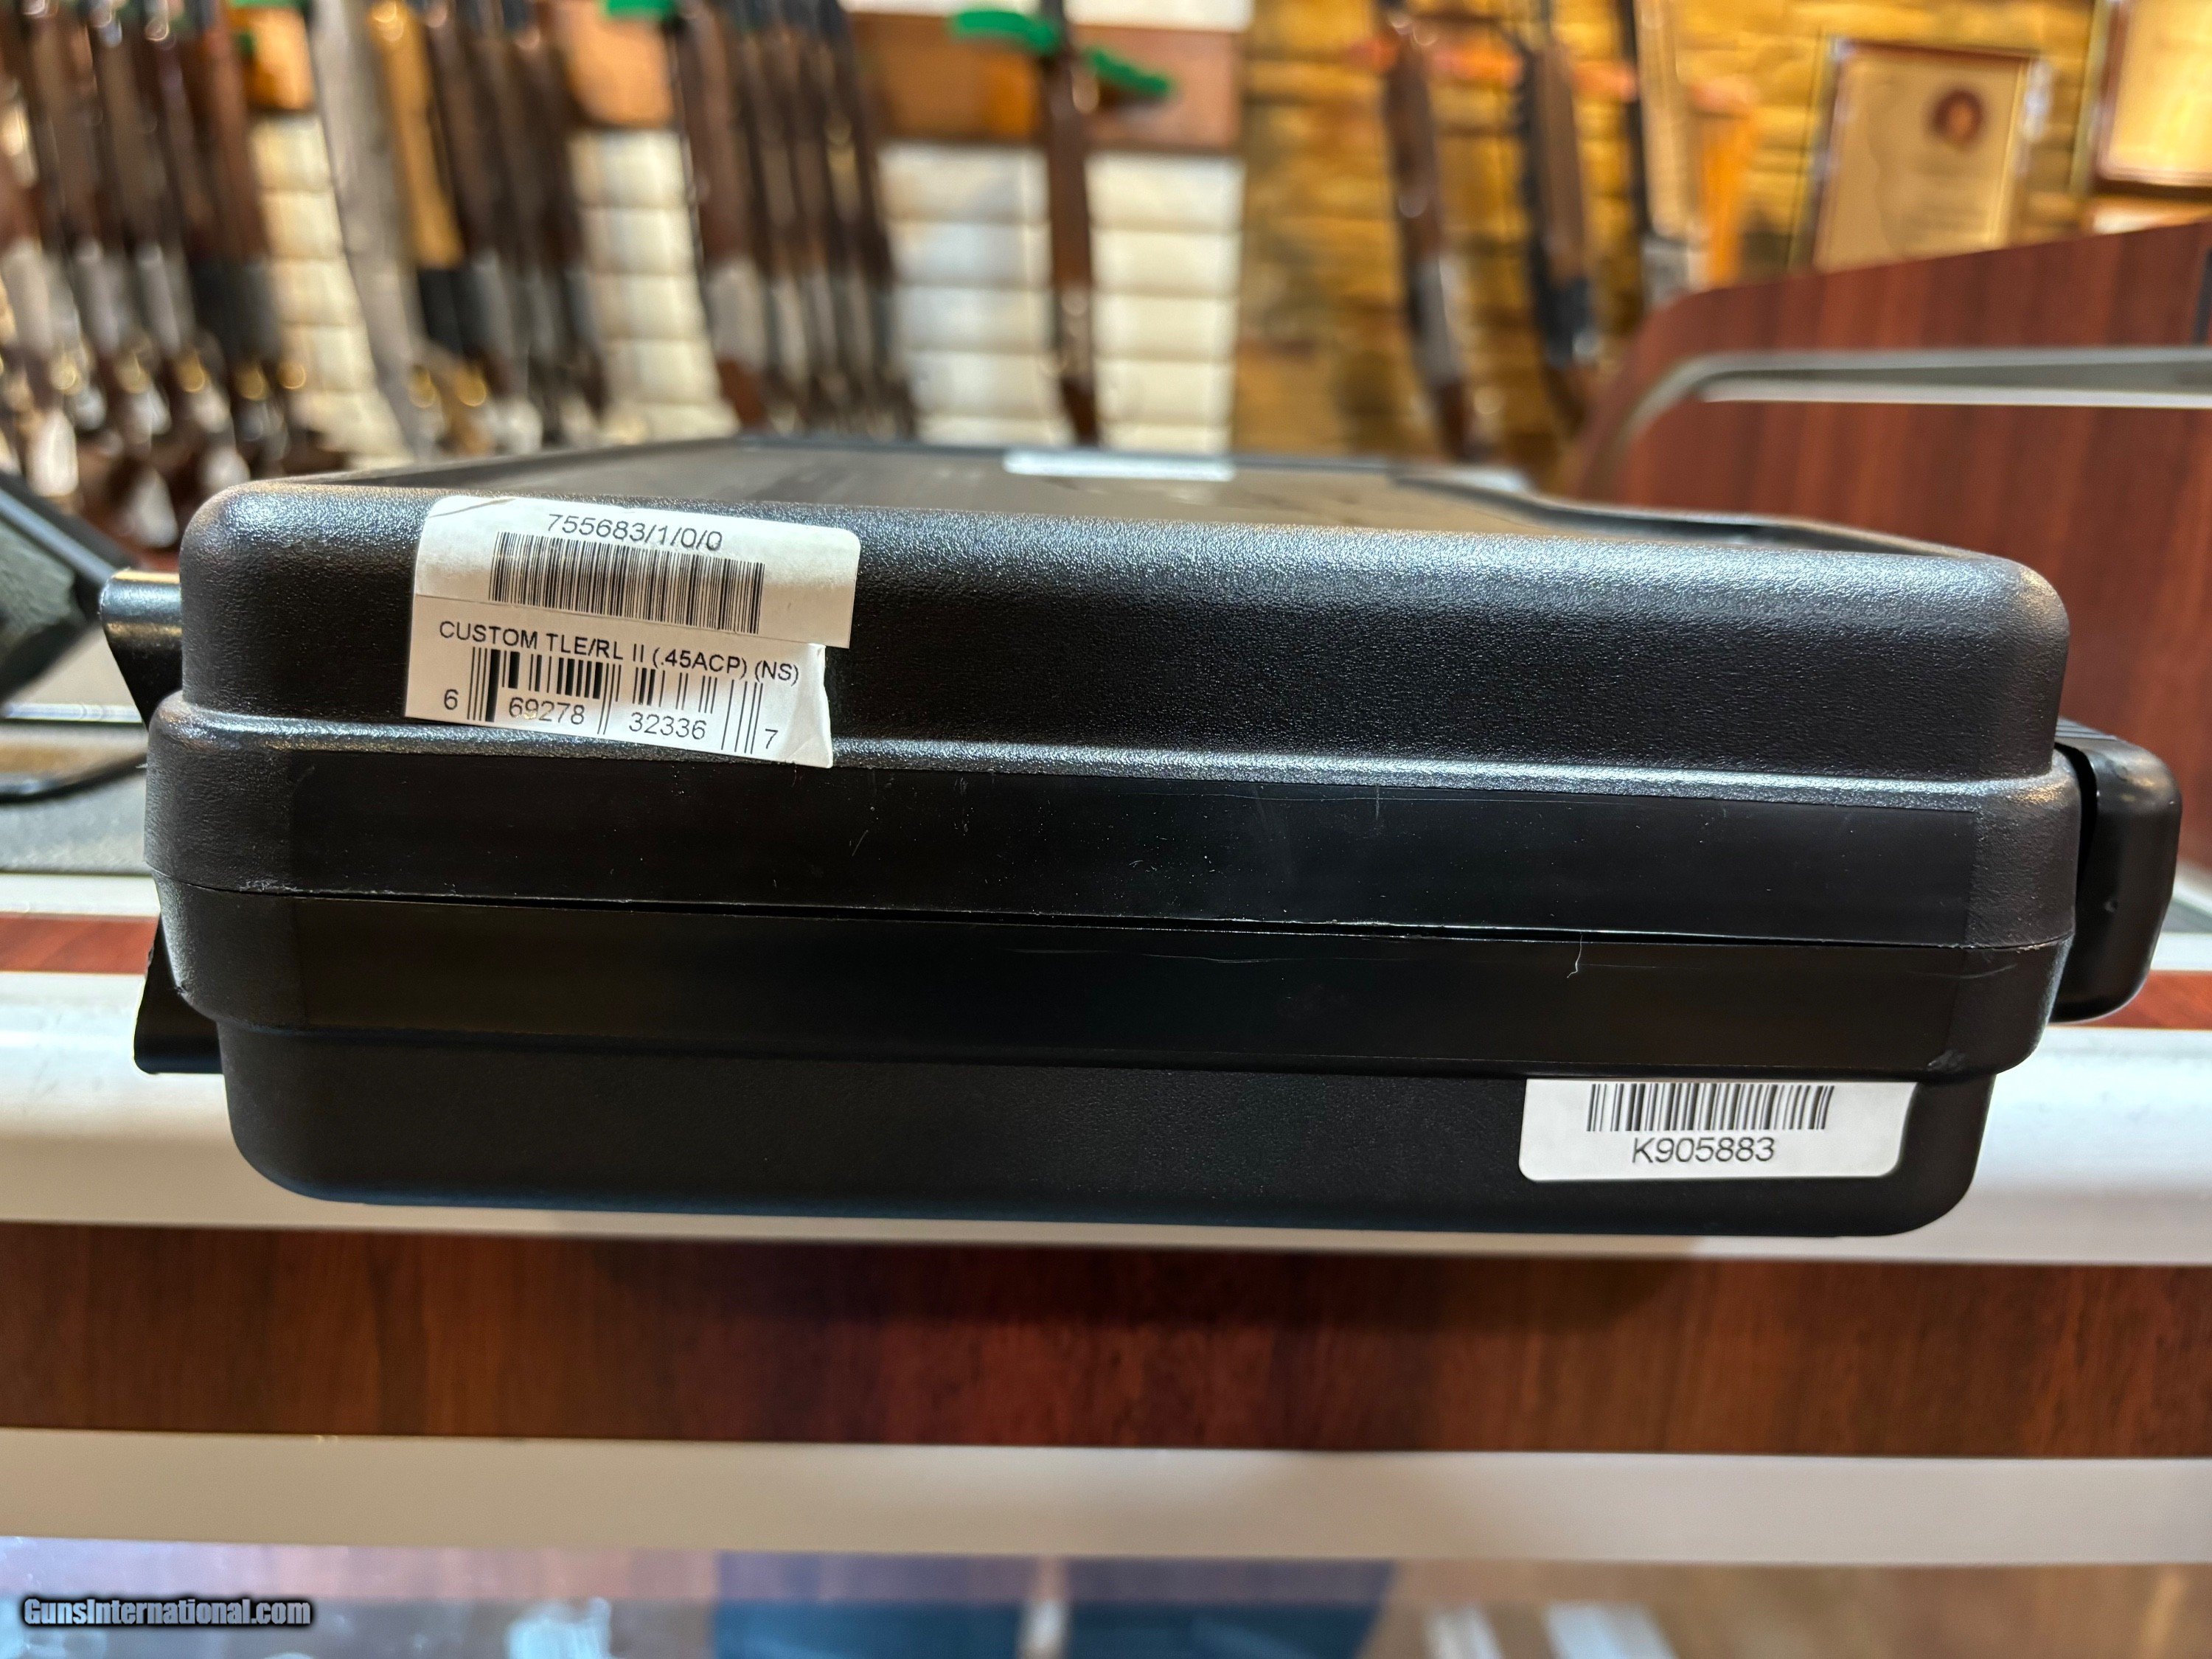 755683/1/0/0
CUSTOM TLE/RL II (.45ACP) (NS)
6 69278 32336 7
K905883
GunsInternational.com